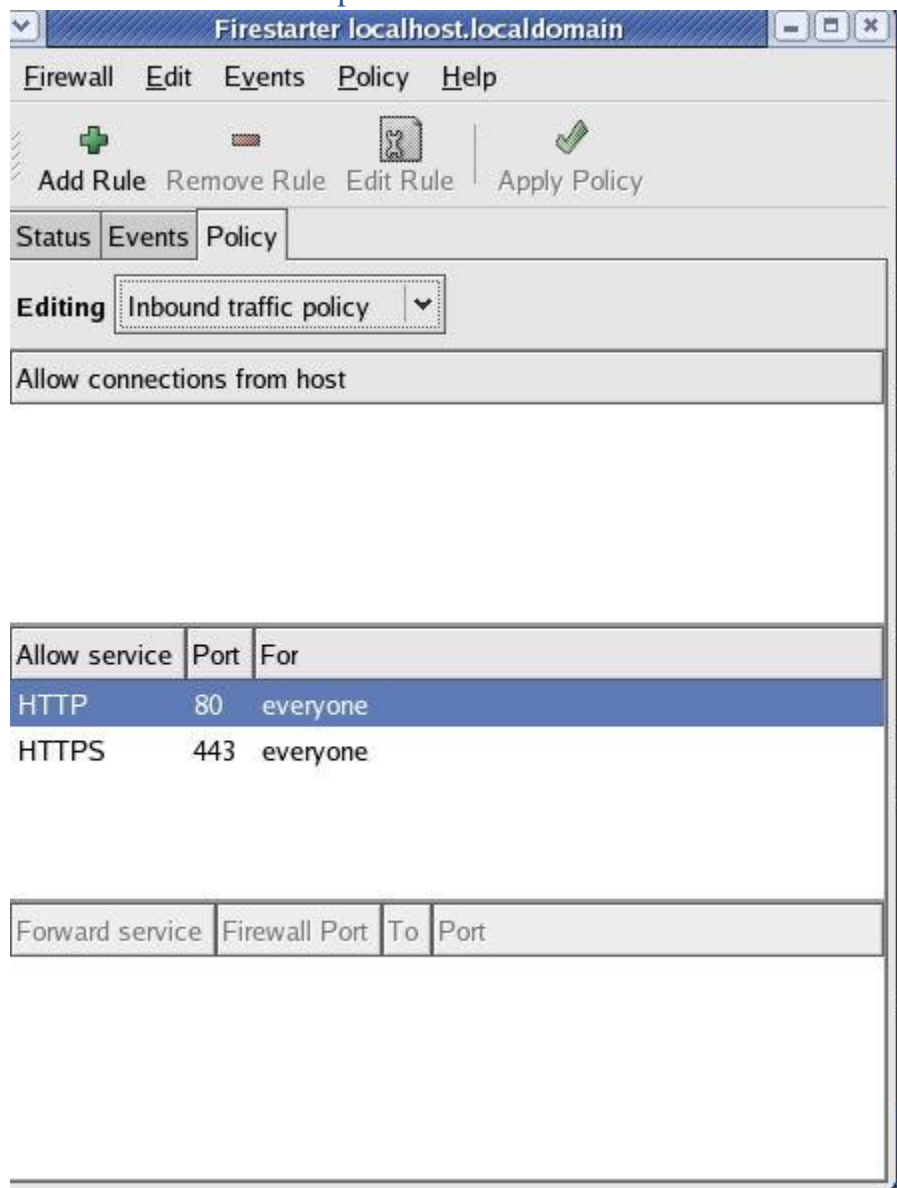 Firestarter localhost.localdomain
Firewall Edit Events Policy Help
Add Rule Remove Rule Edit Rule Apply Policy
Status Events Policy
Editing Inbound traffic policy
Allow connections from host
Allow service Port For
HTTP 80 everyone
HTTPS 443 everyone
Forward service Firewall Port To Port